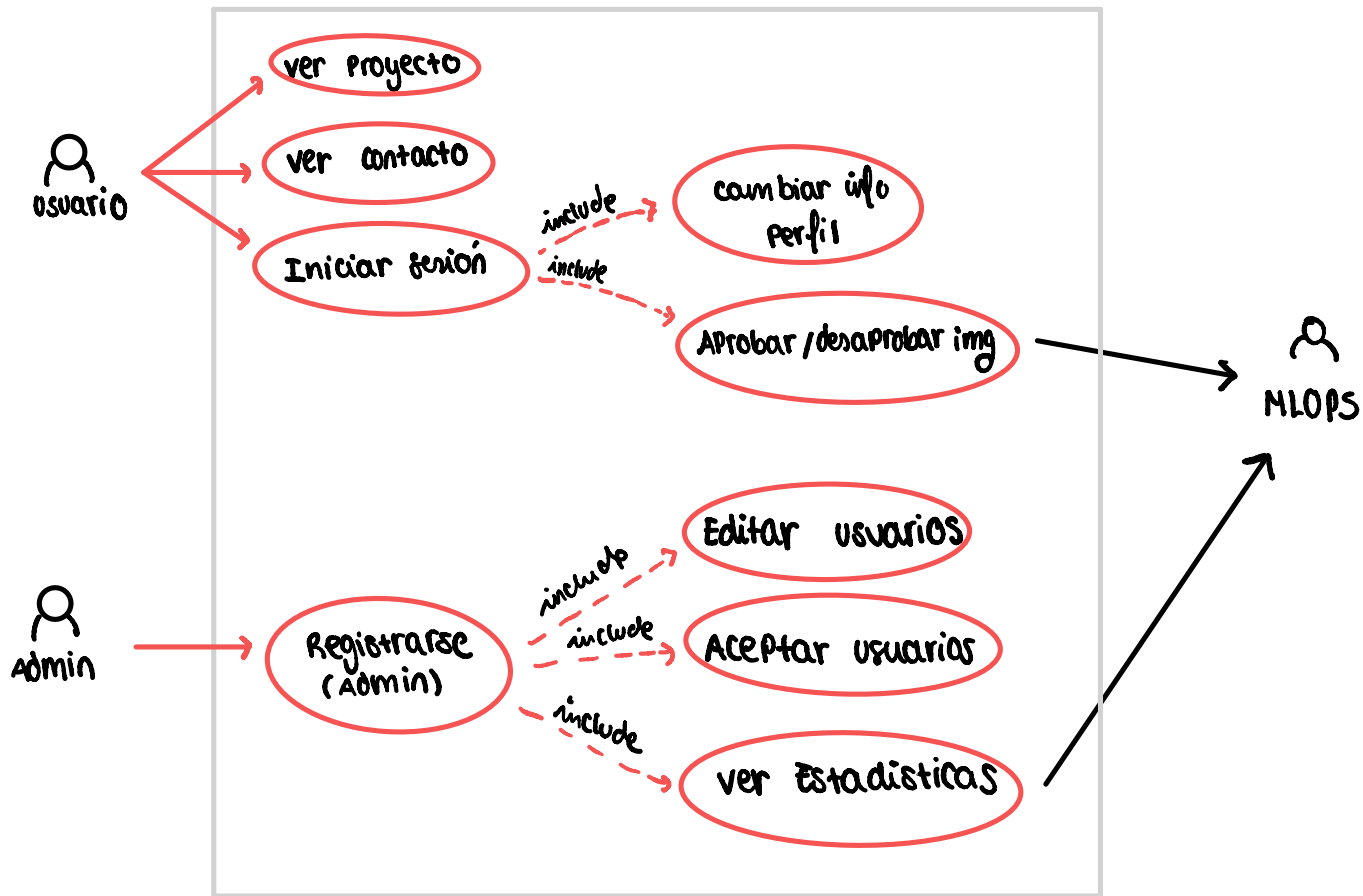 ver proyecto
usuario
ver contacto
Iniciar sesión
include
include
cambiar info
perfil
Aprobar/desaprobar img
MLOPS
Admin
Registrarse
(Admin)
include
include
include
Editar usuarios
Aceptar usuarios
ver Estadisticas